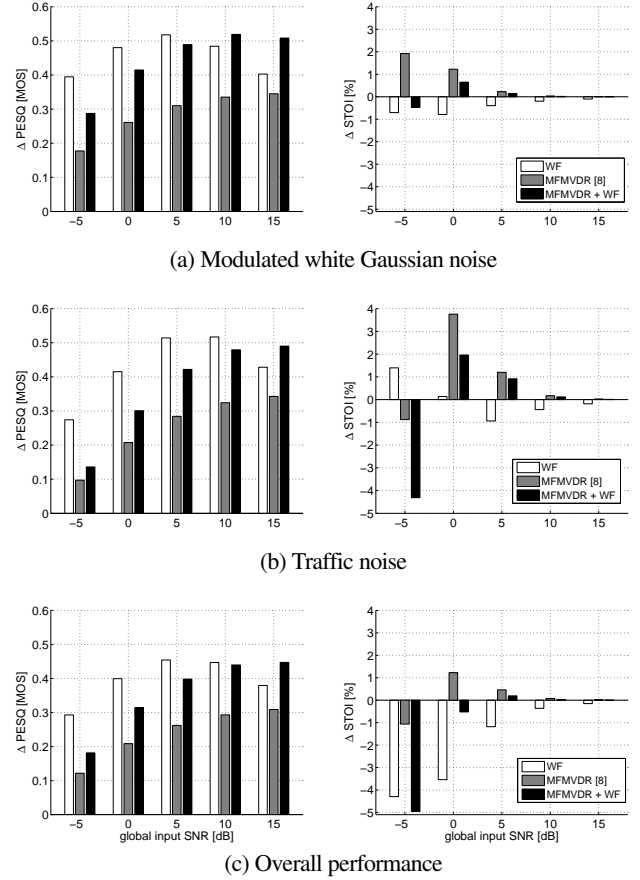 0.6
0.5
0.4
0.3
0.2
0.1
0
Δ PESQ [MOS]
−5 0 5 10 15
4
3
2
1
0
−1
−2
−3
−4
−5
Δ STOI [%]
−5 0 5 10 15
WF
MFMVDR [8]
MFMVDR + WF
(a) Modulated white Gaussian noise
0.6
0.5
0.4
0.3
0.2
0.1
0
Δ PESQ [MOS]
−5 0 5 10 15
4
3
2
1
0
−1
−2
−3
−4
−5
Δ STOI [%]
−5 0 5 10 15
WF
MFMVDR [8]
MFMVDR + WF
(b) Traffic noise
0.6
0.5
0.4
0.3
0.2
0.1
0
Δ PESQ [MOS]
−5 0 5 10 15
global input SNR [dB]
4
3
2
1
0
−1
−2
−3
−4
−5
Δ STOI [%]
−5 0 5 10 15
global input SNR [dB]
WF
MFMVDR [8]
MFMVDR + WF
(c) Overall performance